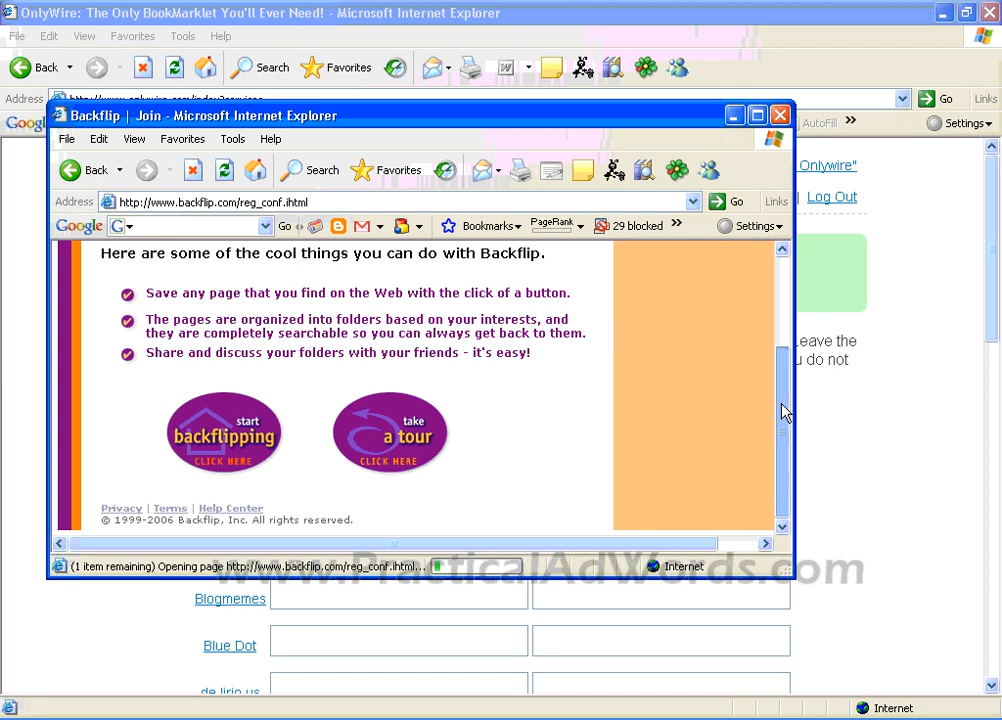 OnlyWire: The Only BookMarklet You'll Ever Need! - Microsoft Internet Explorer
File Edit View Favorites Tools Help
Back Search Favorites
Address Go Links
Goog AutoFill Settings
Backflip | Join - Microsoft Internet Explorer
File Edit View Favorites Tools Help
Back Search Favorites
Address http://www.backflip.com/reg_conf.ihtml Go Links
Google G Go Bookmarks PageRank 29 blocked Settings
Onlywire"
| Log Out
Here are some of the cool things you can do with Backflip.
Save any page that you find on the Web with the click of a button.
The pages are organized into folders based on your interests, and
they are completely searchable so you can always get back to them.
Share and discuss your folders with your friends - it's easy!
Leave the
u do not
start
backflipping
CLICK HERE
take
a tour
CLICK HERE
Privacy | Terms | Help Center
© 1999-2006 Backflip, Inc. All rights reserved.
(1 item remaining) Opening page http://www.backflip.com/reg_conf.ihtml... Internet
www.PracticalAdWords.com
Blogmemes
Blue Dot
de.lirio.us
Internet